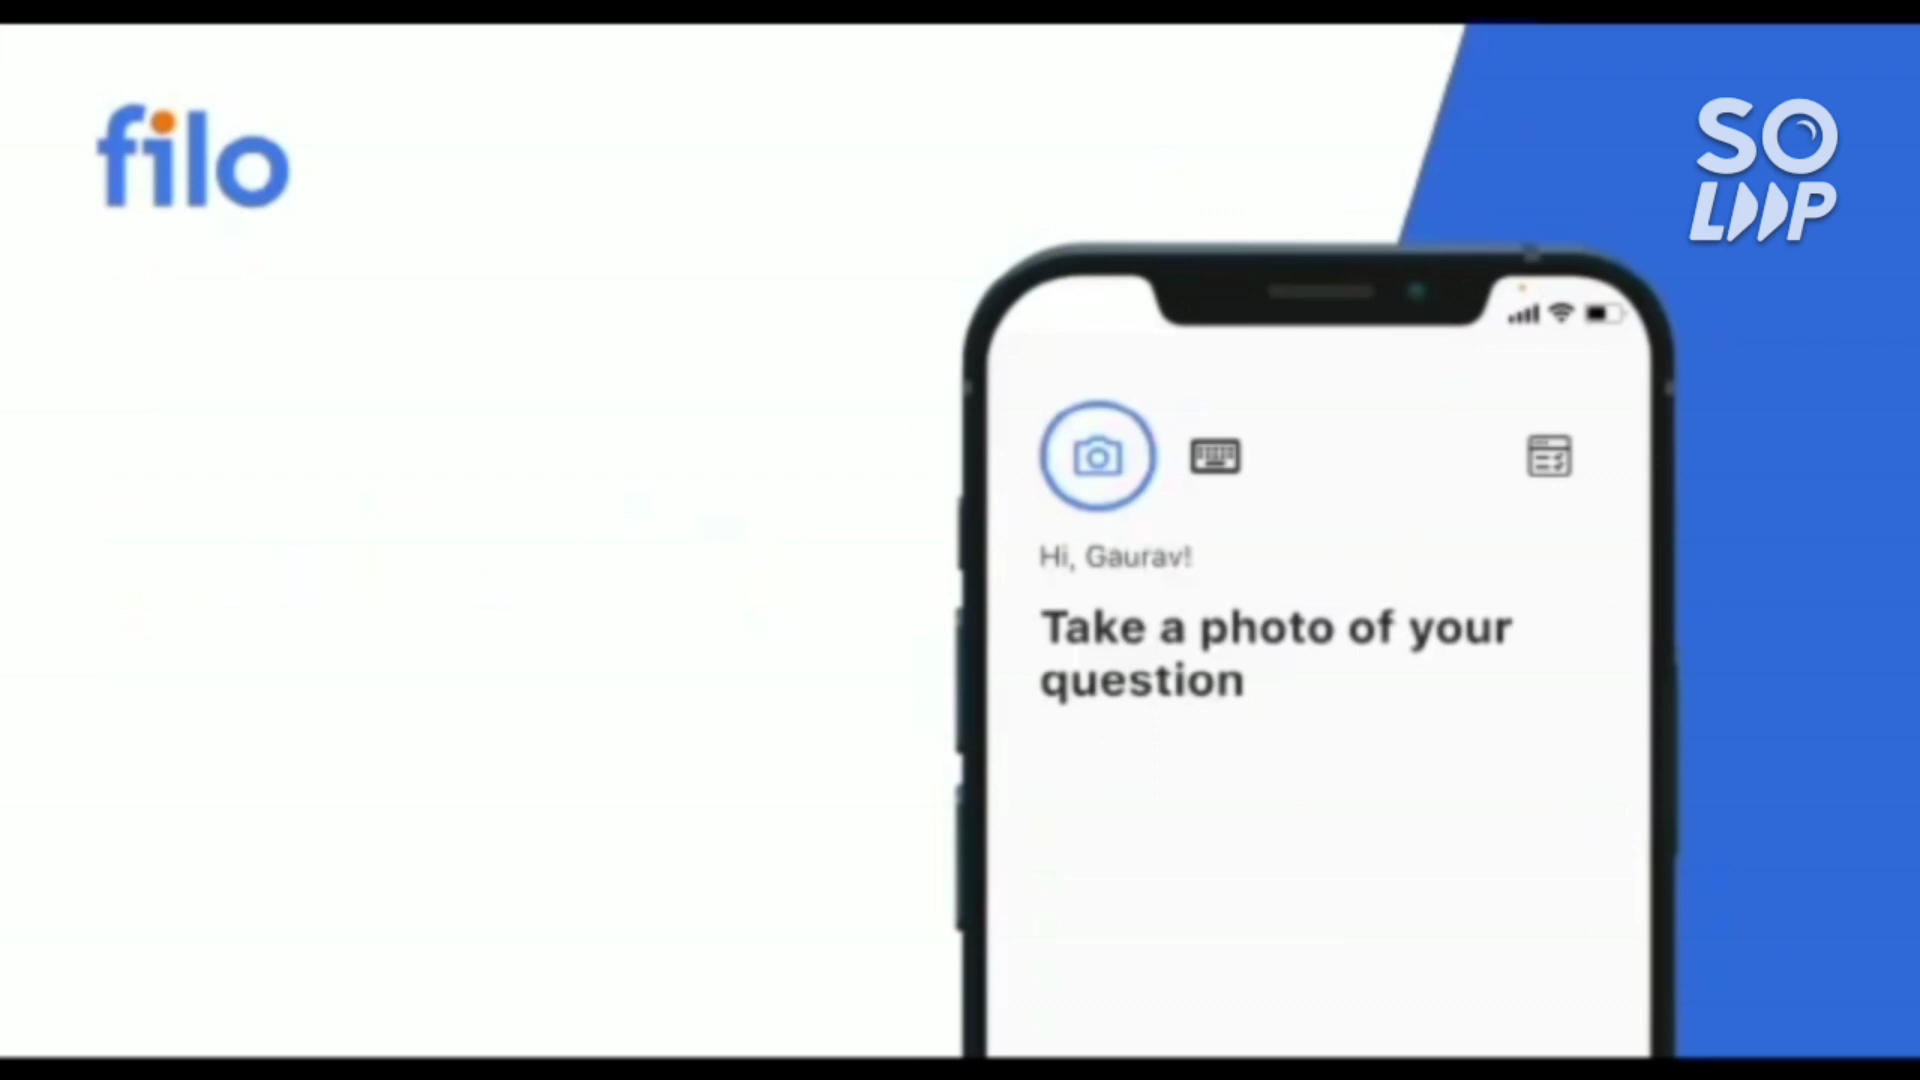 filo
SO
LOOP
Hi, Gaurav!
Take a photo of your
question